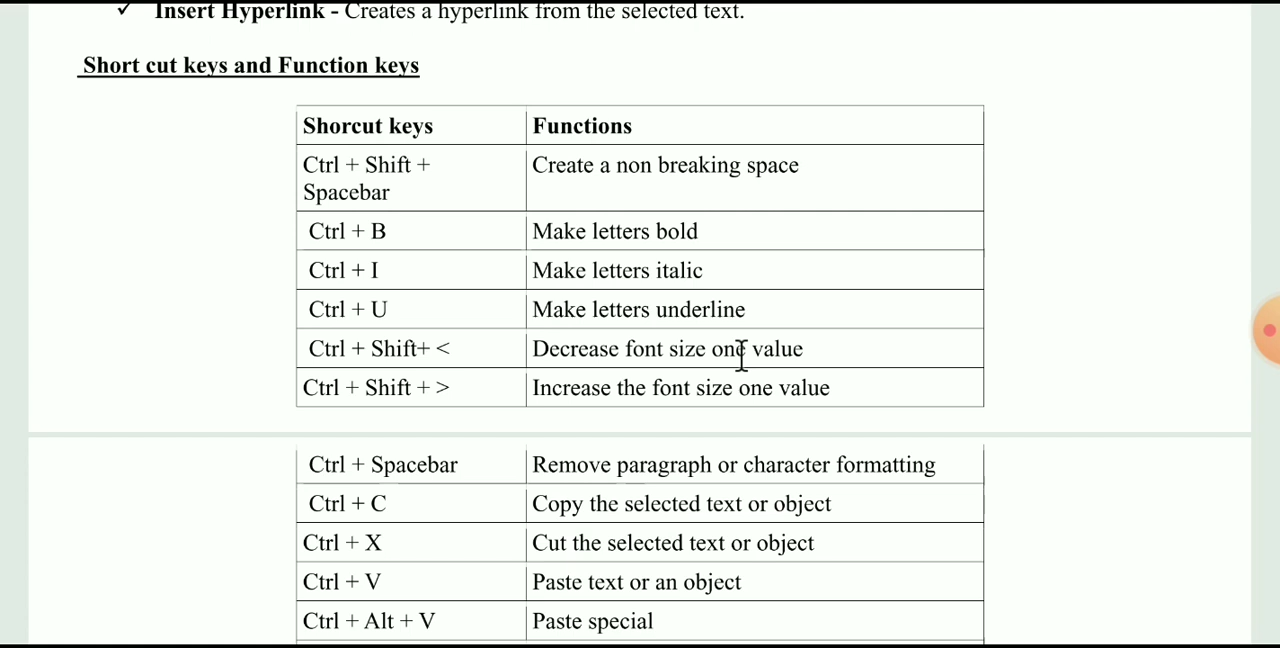 ✓ Insert Hyperlink - Creates a hyperlink from the selected text.
Short cut keys and Function keys
Shorcut keys Functions
Ctrl + Shift + Create a non breaking space
Spacebar
Ctrl + B Make letters bold
Ctrl + I Make letters italic
Ctrl + U Make letters underline
Ctrl + Shift+ < Decrease font size one value
Ctrl + Shift + > Increase the font size one value
Ctrl + Spacebar Remove paragraph or character formatting
Ctrl + C Copy the selected text or object
Ctrl + X Cut the selected text or object
Ctrl + V Paste text or an object
Ctrl + Alt + V Paste special